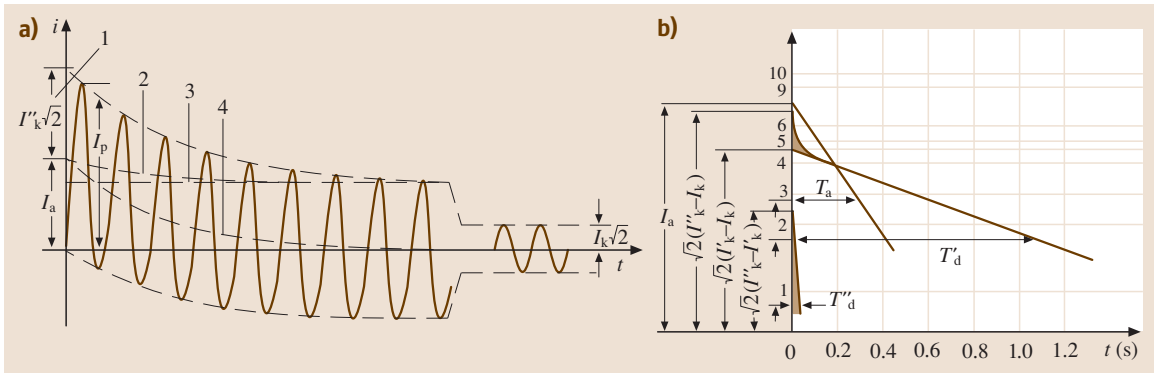 a)
i
1
2
3
4
I″k√2
Ip
Ia
Ik√2
t
b)
10
9
6
5
4
3
2
1
Ia
√2(I″k–Ik)
√2(I′k–Ik)
√2(I″k–I′k)
Ta
T′d
T″d
0 0.2 0.4 0.6 0.8 1.0 1.2 t (s)